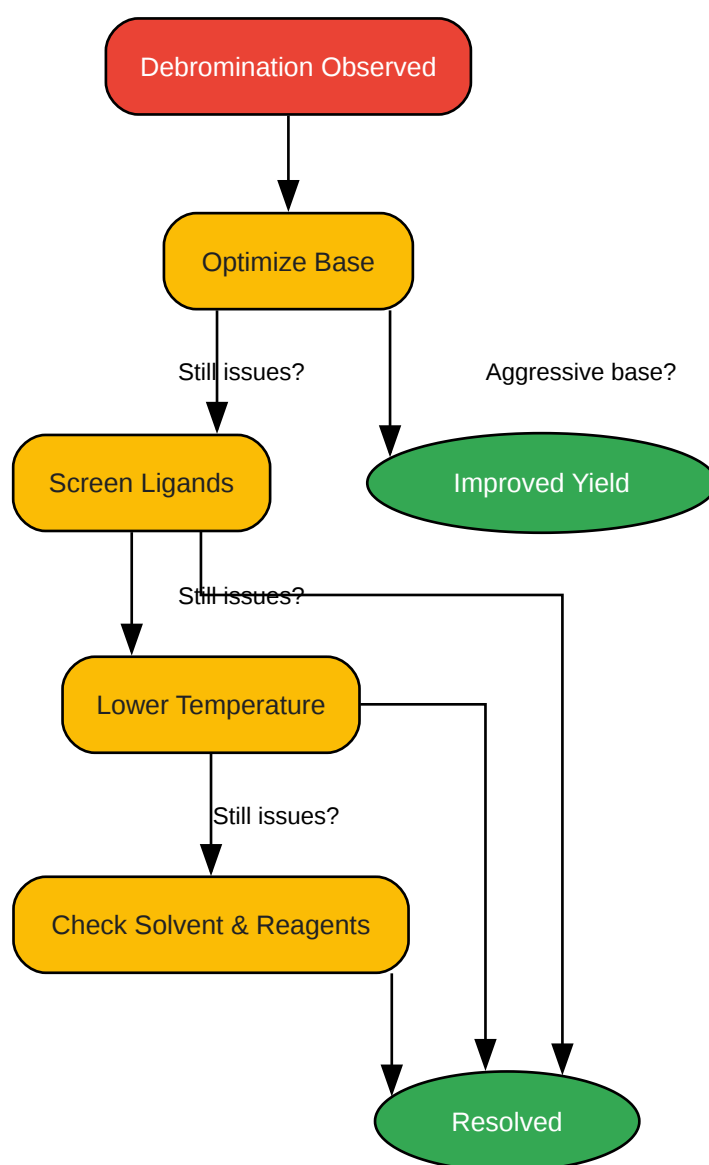 Debromination Observed
Optimize Base
Still issues?
Aggressive base?
Screen Ligands
Improved Yield
Still issues?
Lower Temperature
Still issues?
Check Solvent & Reagents
Resolved